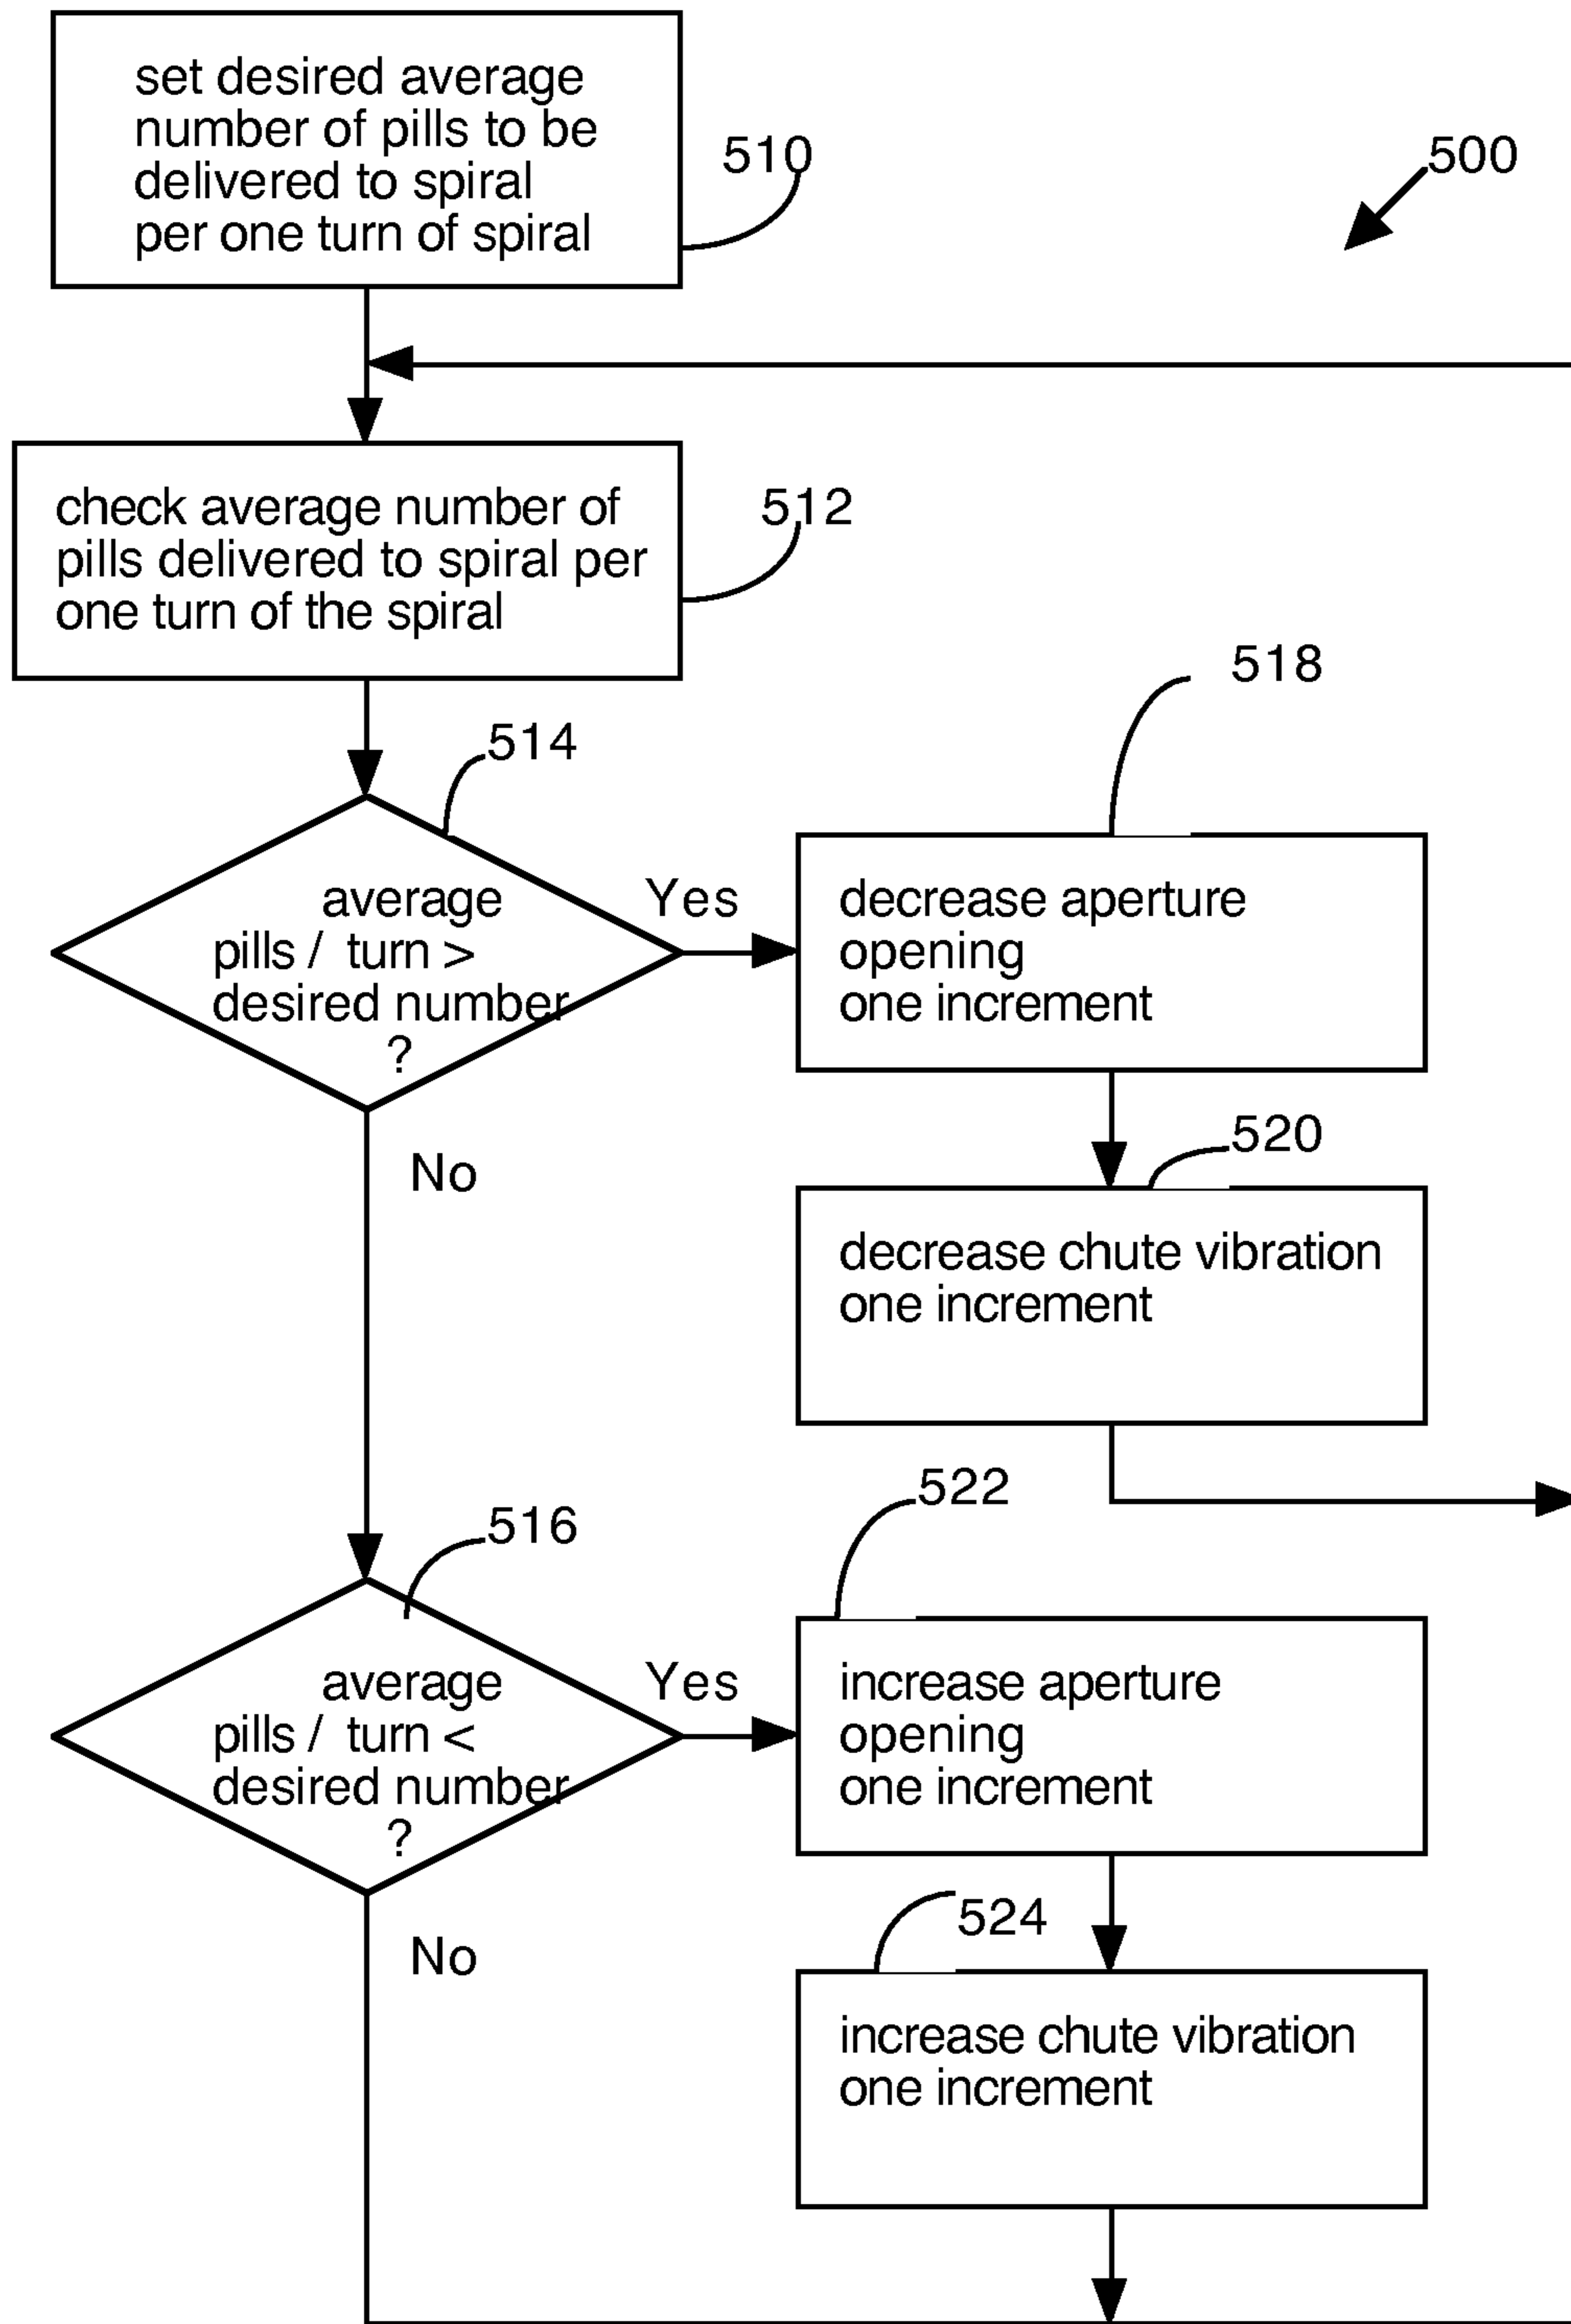 set desired average
number of pills to be
delivered to spiral
per one turn of spiral
510
500
check average number of
pills delivered to spiral per
one turn of the spiral
512
518
514
average
pills / turn >
desired number
?
Yes
decrease aperture
opening
one increment
No
520
decrease chute vibration
one increment
522
516
average
pills / turn <
desired number
?
Yes
increase aperture
opening
one increment
No
524
increase chute vibration
one increment